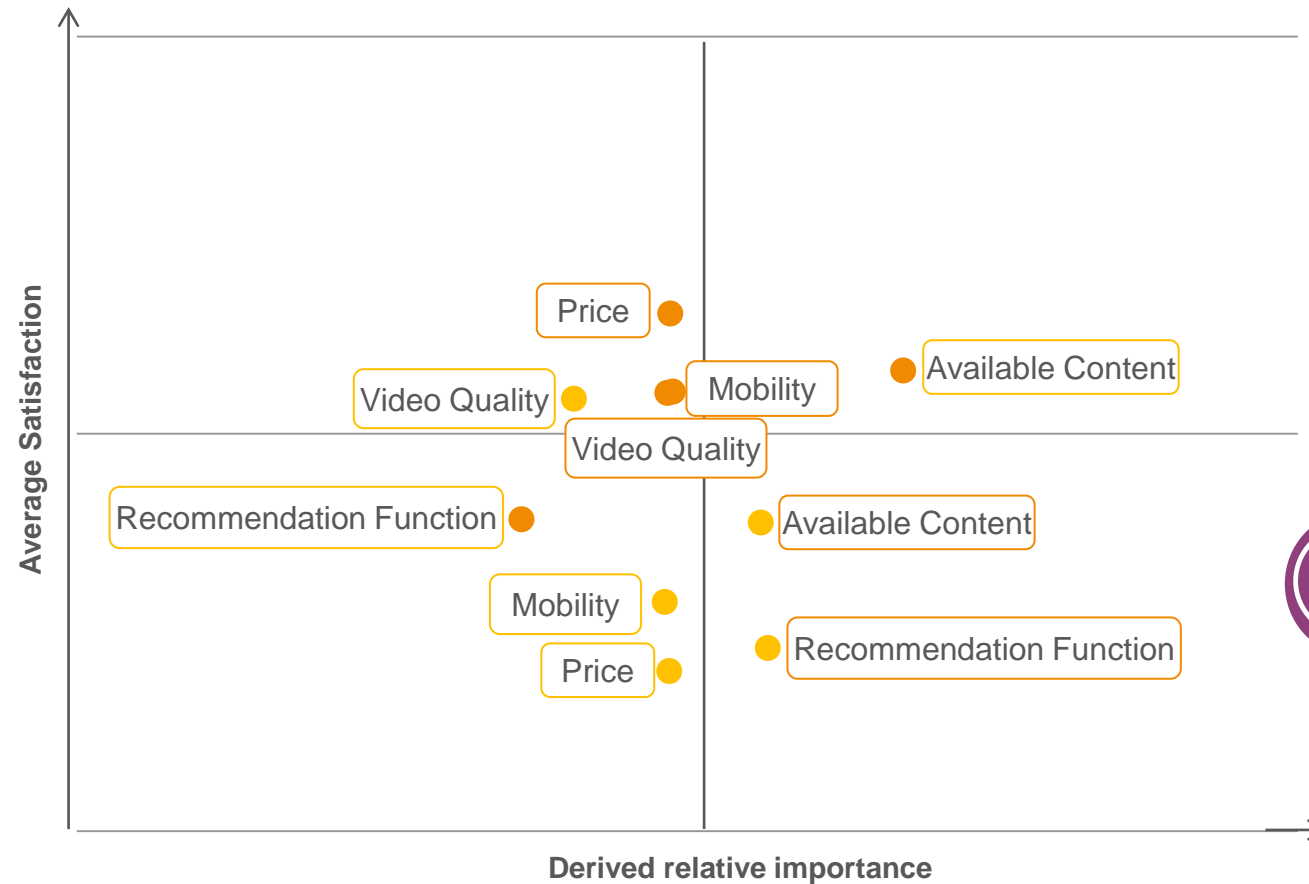 Average Satisfaction
Price
Available Content
Mobility
Video Quality
Video Quality
Recommendation Function
Available Content
Mobility
Recommendation Function
Price
Derived relative importance